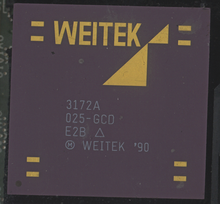 WEITEK
3172A
025-GCD
E2B △
® WEITEK '90